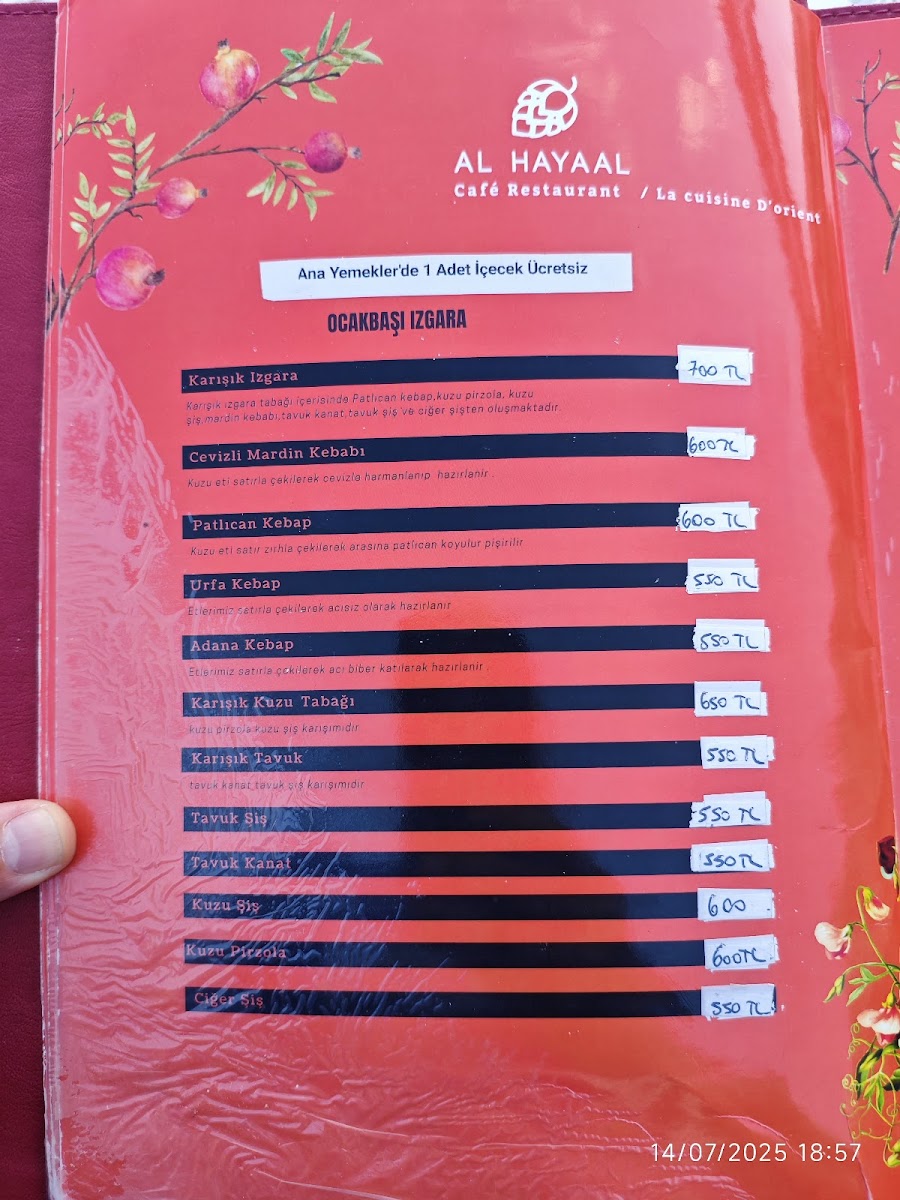 AL HAYAAL
Café Restaurant / La cuisine D'orient
Ana Yemekler'de 1 Adet İçecek Ücretsiz
OCAKBAŞI IZGARA
Karışık Izgara 700 TL
Karışık ızgara tabağı içerisinde Patlıcan kebap,kuzu pirzola, kuzu
şiş,mardin kebabı,tavuk kanat,tavuk şiş ve ciğer şişten oluşmaktadır.
Cevizli Mardin Kebabı 600 TL
Kuzu eti satırla çekilerek cevizle harmanlanıp hazırlanır .
Patlıcan Kebap 600 TL
Kuzu eti satır zırhla çekilerek arasına patlıcan koyulur pişirilir
Urfa Kebap 550 TL
Etlerimiz satırla çekilerek acısız olarak hazırlanır
Adana Kebap 550 TL
Etlerimiz satırla çekilerek acı biber katılarak hazırlanır .
Karışık Kuzu Tabağı 650 TL
kuzu pirzola kuzu şiş karışımıdır
Karışık Tavuk 550 TL
tavuk kanat,tavuk şiş karışımıdır
Tavuk Şiş 550 TL
Tavuk Kanat 550 TL
Kuzu Şiş 600
Kuzu Pirzola 600 TL
Ciğer Şiş 550 TL
14/07/2025 18:57